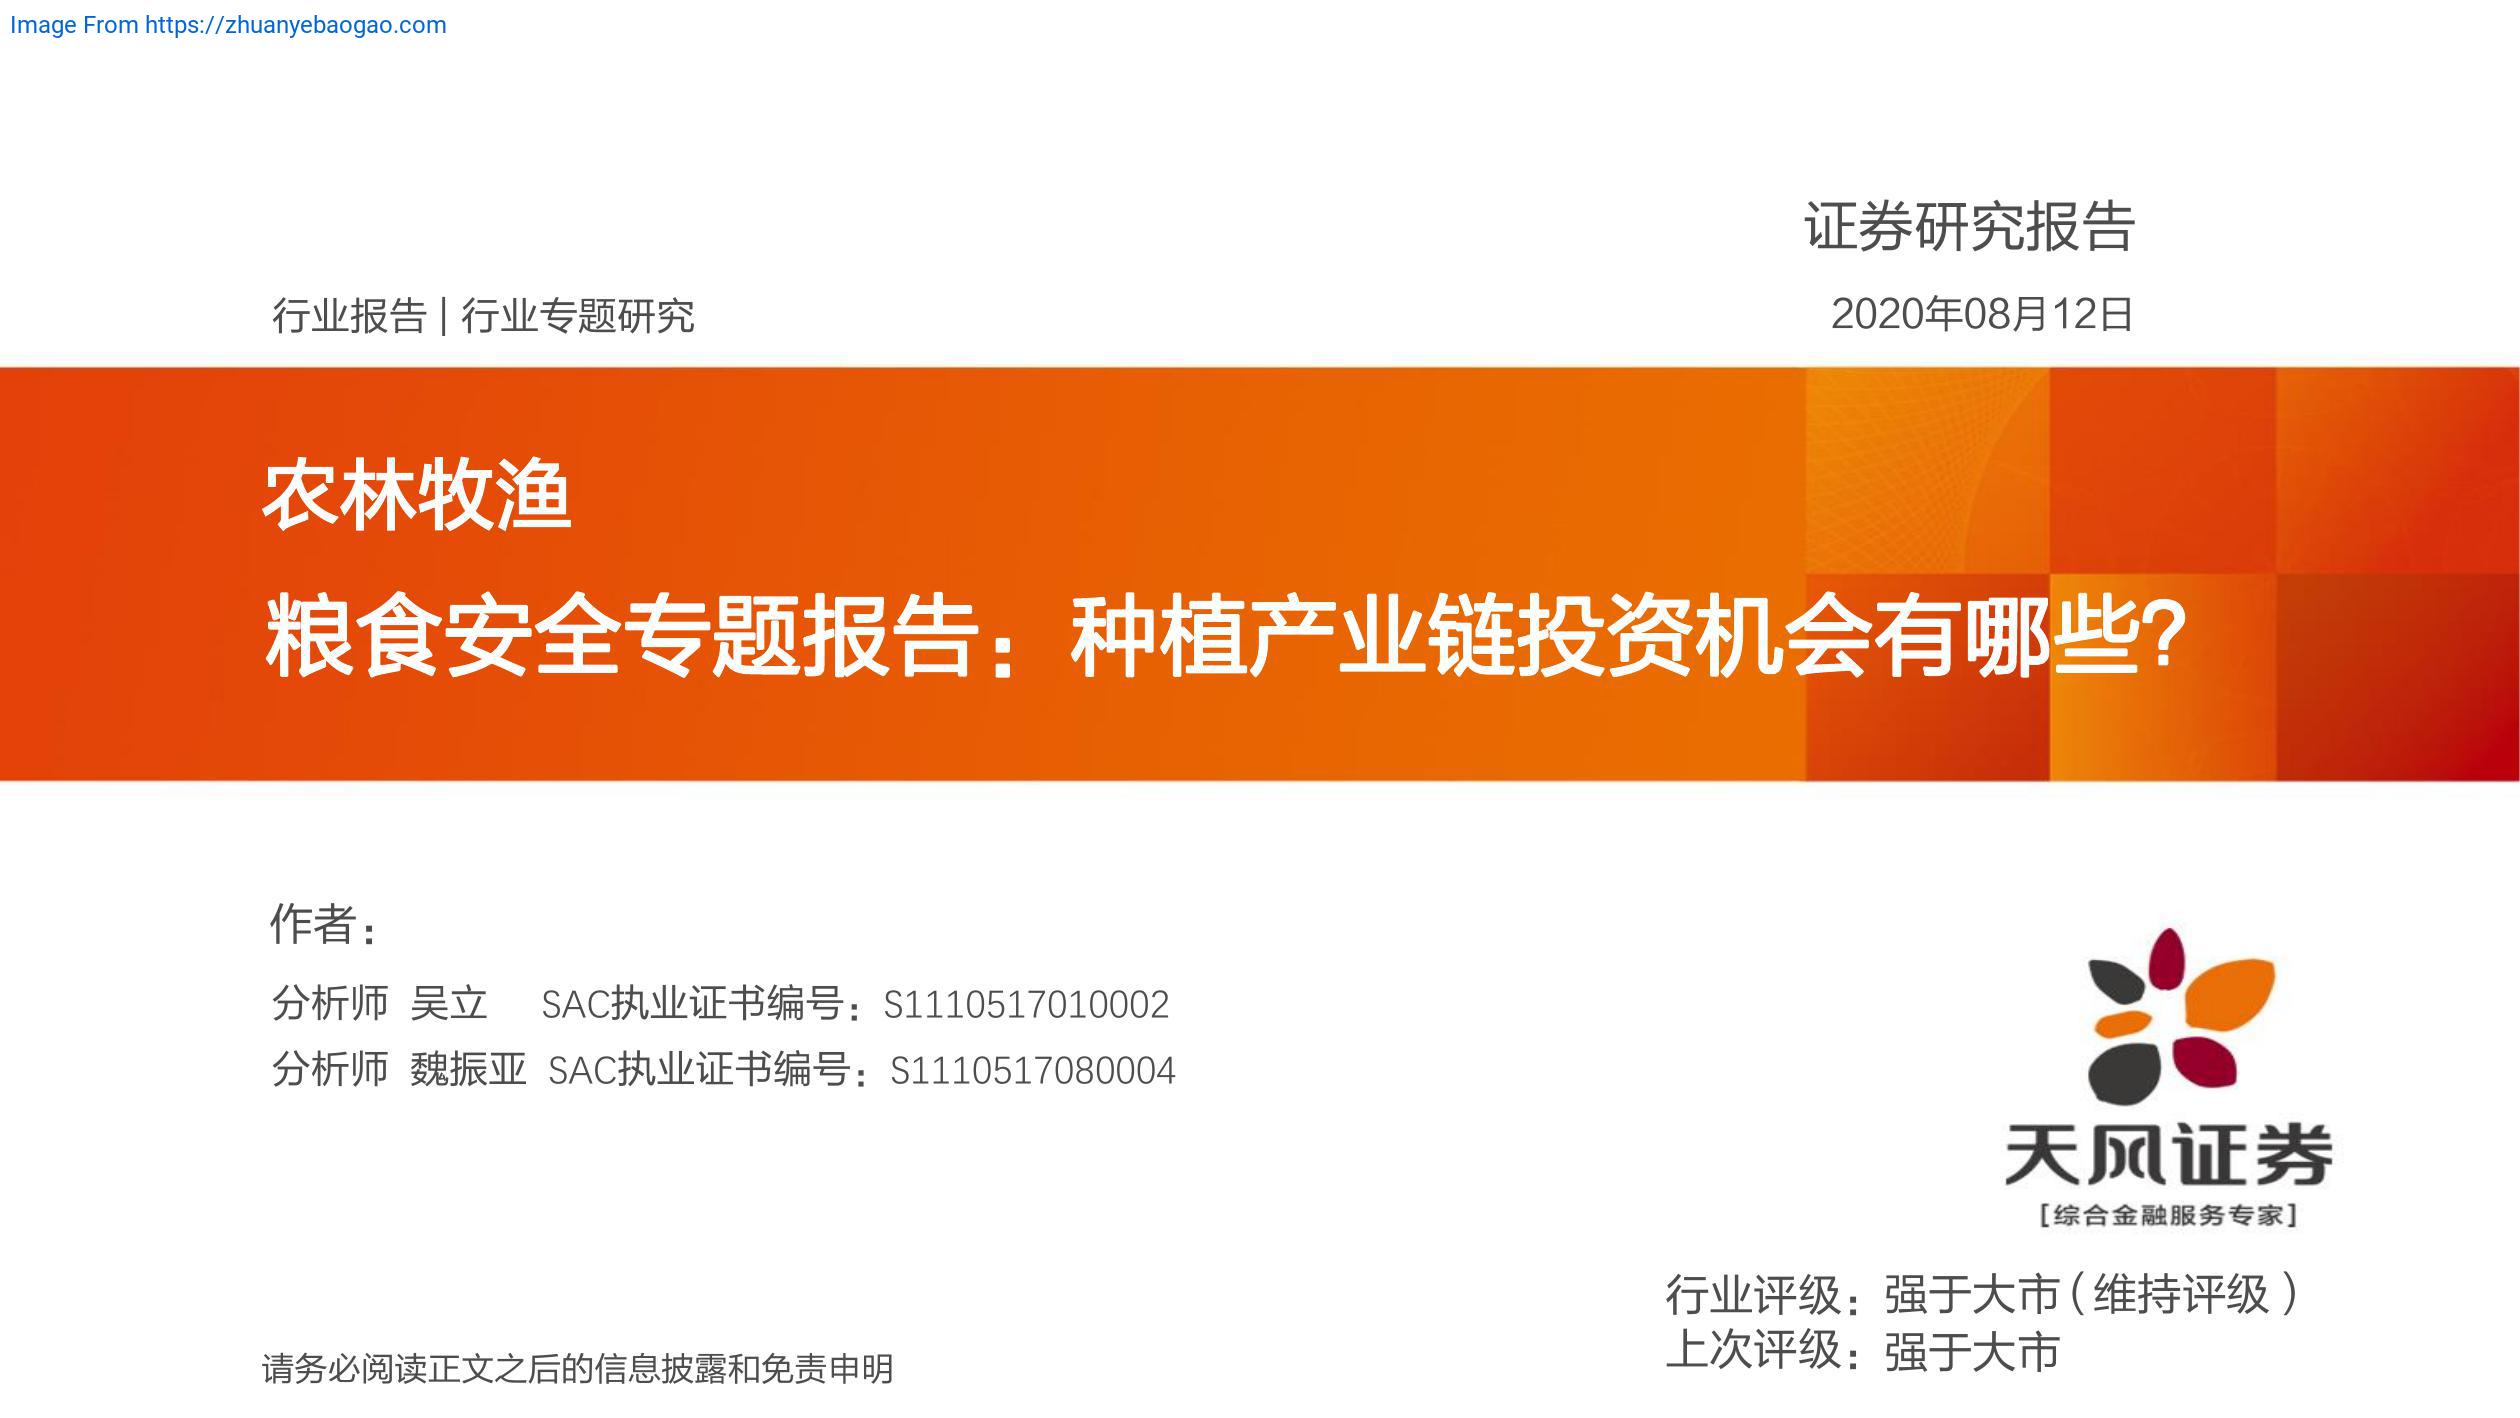 Image From https://zhuanyebaogao.com
证券研究报告
行业报告 | 行业专题研究
2020年08月12日
农林牧渔
粮食安全专题报告：种植产业链投资机会有哪些？
作者：
分析师 吴立 SAC执业证书编号：S1110517010002
分析师 魏振亚 SAC执业证书编号：S1110517080004
天风证券
[综合金融服务专家]
行业评级：强于大市（维持评级）
上次评级：强于大市
请务必阅读正文之后的信息披露和免责申明